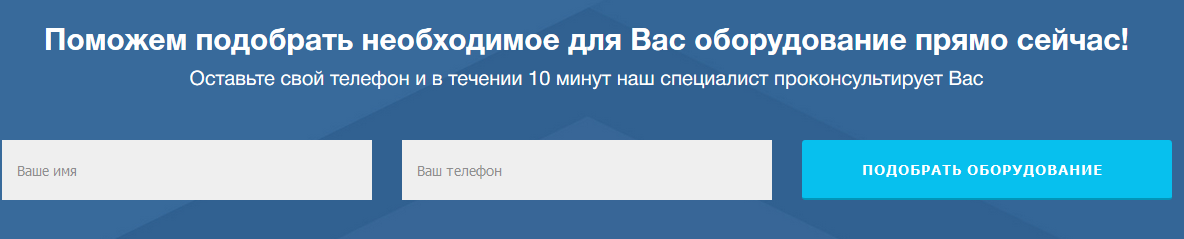 Поможем подобрать необходимое для Вас оборудование прямо сейчас!
Оставьте свой телефон и в течении 10 минут наш специалист проконсультирует Вас
Ваше имя
Ваш телефон
ПОДОБРАТЬ ОБОРУДОВАНИЕ